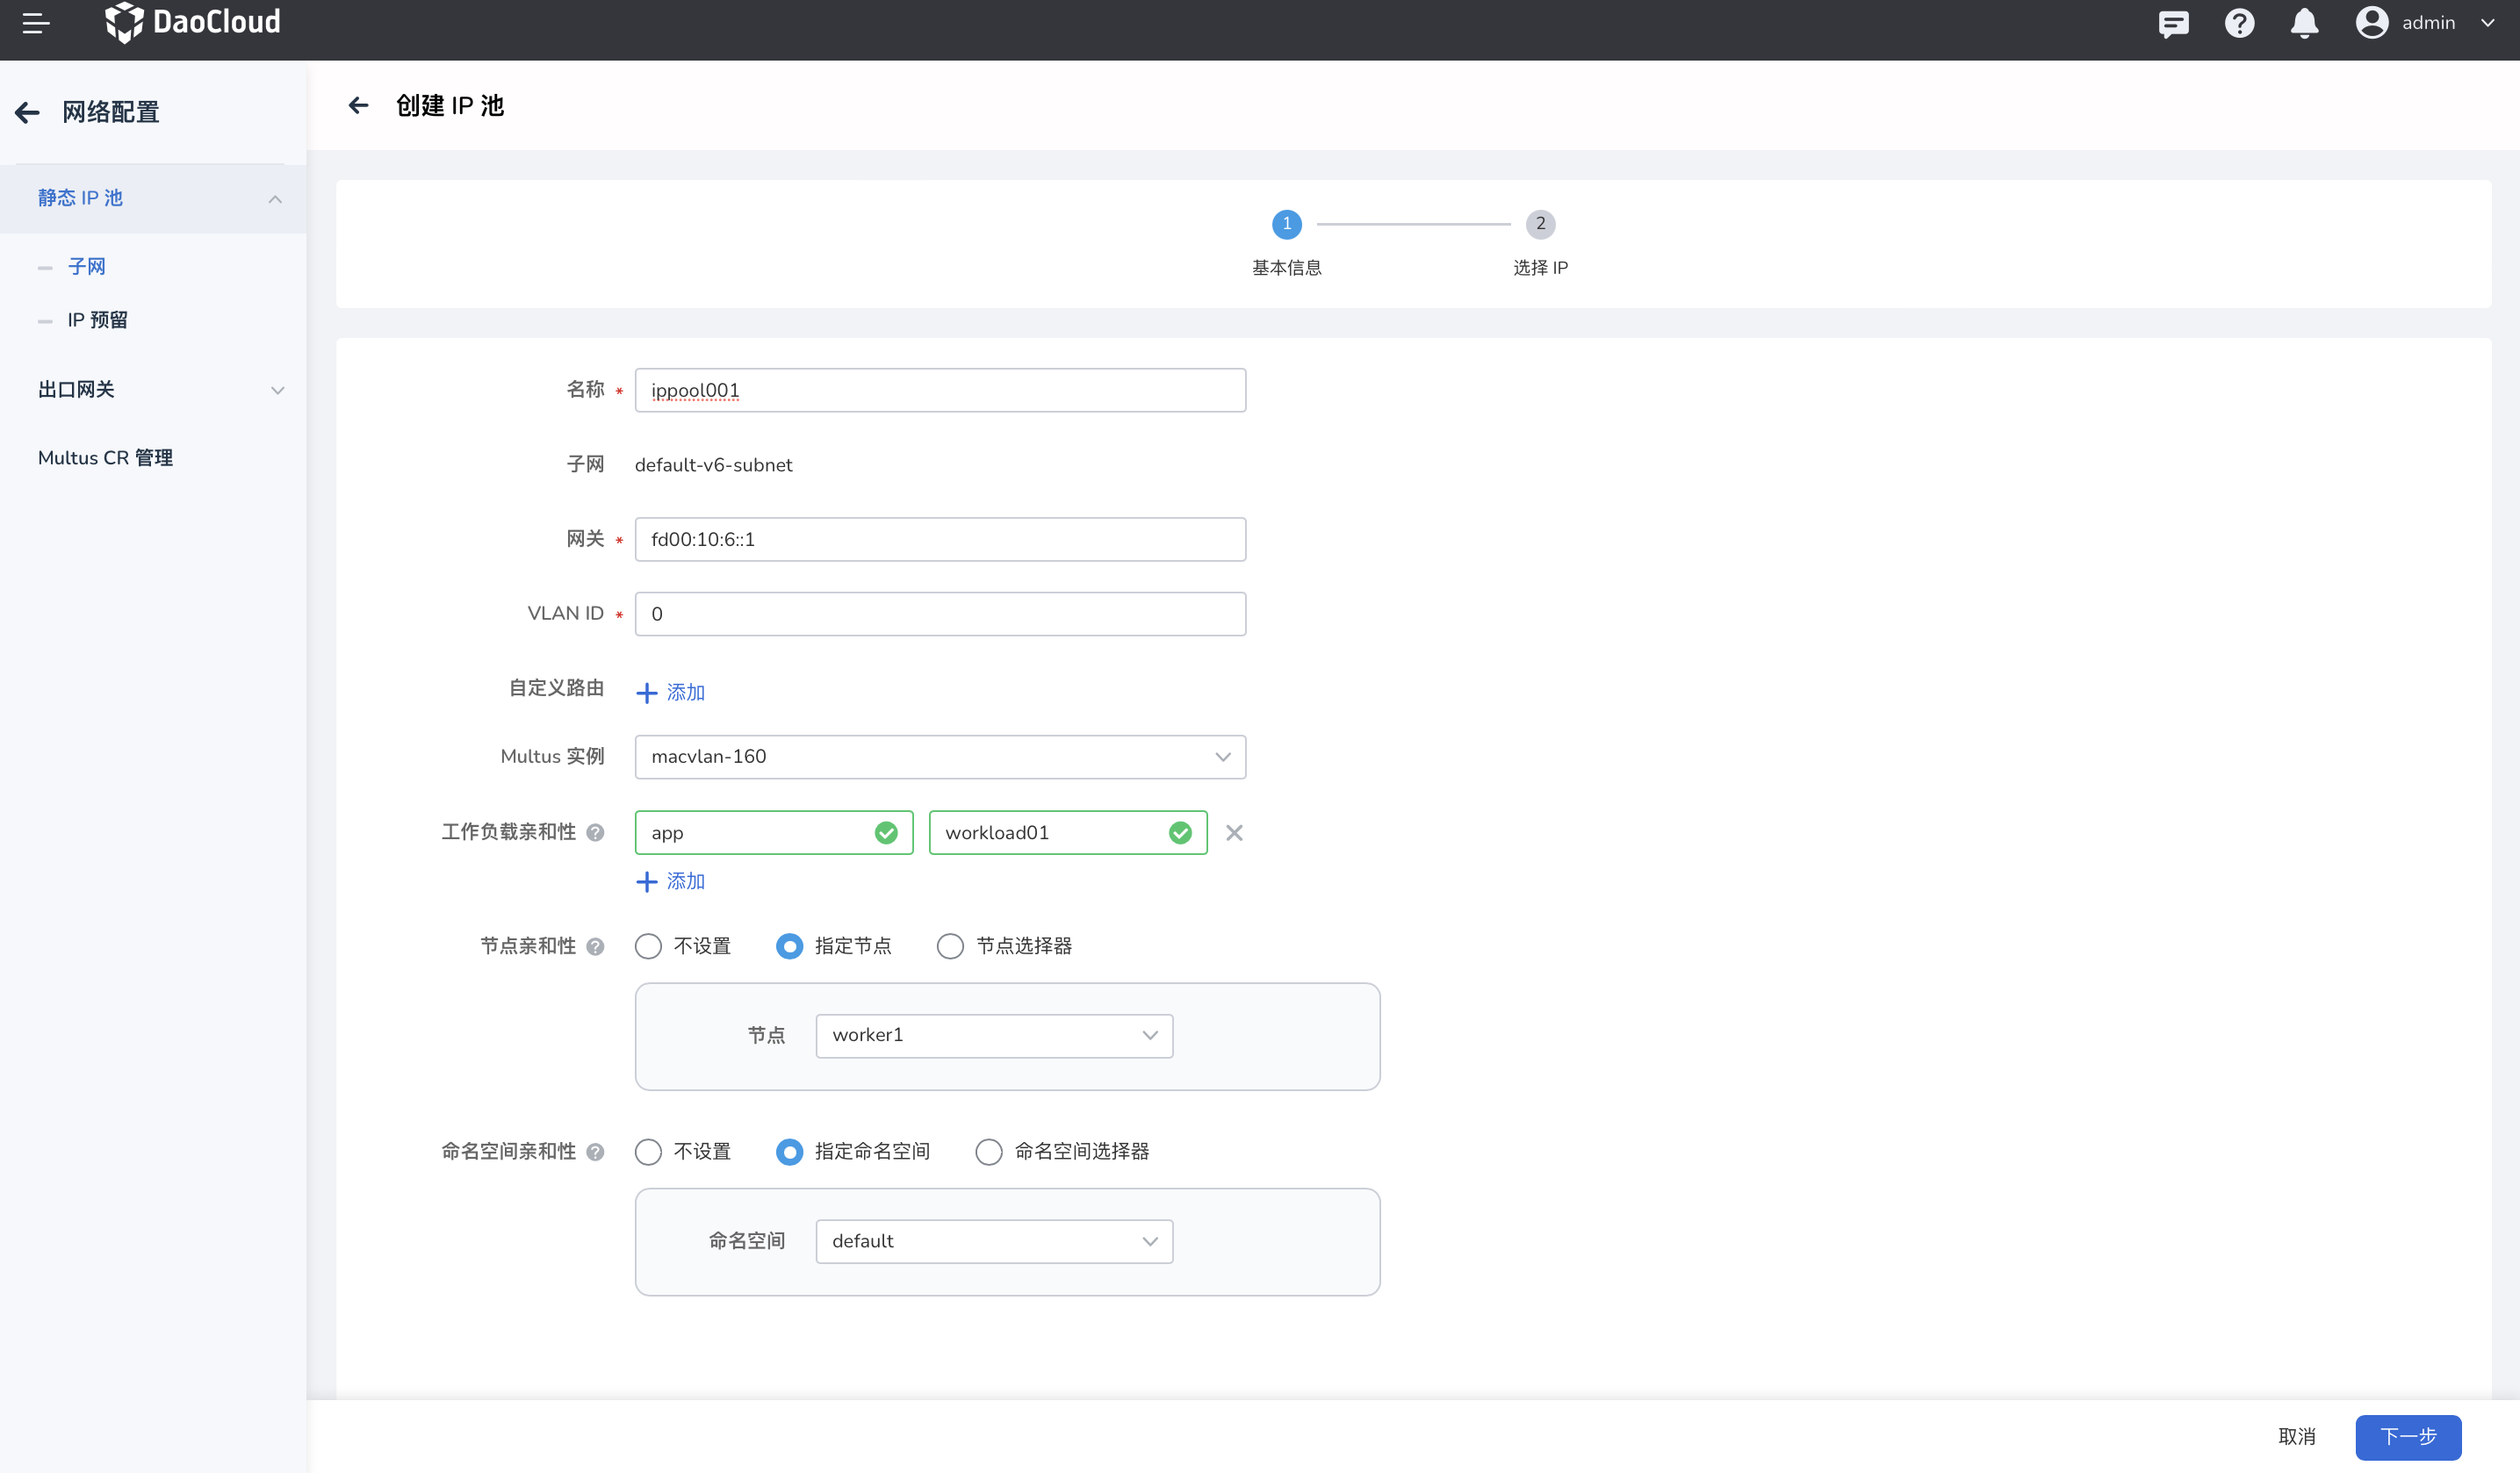 DaoCloud
admin
网络配置
静态 IP 池
子网
IP 预留
出口网关
Multus CR 管理
创建 IP 池
1
2
基本信息
选择 IP
名称 * ippool001
子网 default-v6-subnet
网关 * fd00:10:6::1
VLAN ID * 0
自定义路由 + 添加
Multus 实例 macvlan-160
工作负载亲和性 ? app workload01
+ 添加
节点亲和性 ? 不设置 指定节点 节点选择器
节点 worker1
命名空间亲和性 ? 不设置 指定命名空间 命名空间选择器
命名空间 default
取消 下一步